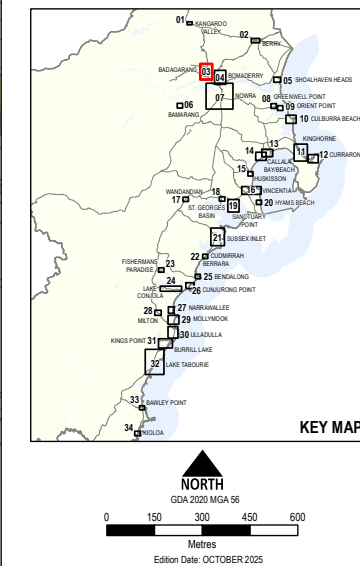 01
KANGAROO
VALLEY
02
BERRY
BADAGARANG
03
04
BOMADERRY
05
SHOALHAVEN HEADS
07
NOWRA
06
BAMARANG
08
GREENWELL POINT
09
ORIENT POINT
10
CULBURRA BEACH
KINGHORNE
11
12
CURRARON
13
14
CALLALA
BAY/BEACH
15
HUSKISSON
16
VINCENTIA
WANDANDIAN
17
18
ST. GEORGES
BASIN
19
20
HYAMS BEACH
SANCTUARY
POINT
21
SUSSEX INLET
22
CUDMIRRAH
BERRARA
FISHERMANS
PARADISE
23
24
25
BENDALONG
LAKE
CONJOLA
26
CUNJURONG POINT
27
NARRAWALLEE
28
MILTON
29
MOLLYMOOK
30
ULLADULLA
KINGS POINT
31
BURRILL LAKE
32
LAKE TABOURIE
33
BAWLEY POINT
34
KIOLOA
KEY MAP
NORTH
GDA 2020 MGA 56
0 150 300 450 600
Metres
Edition Date: OCTOBER 2025